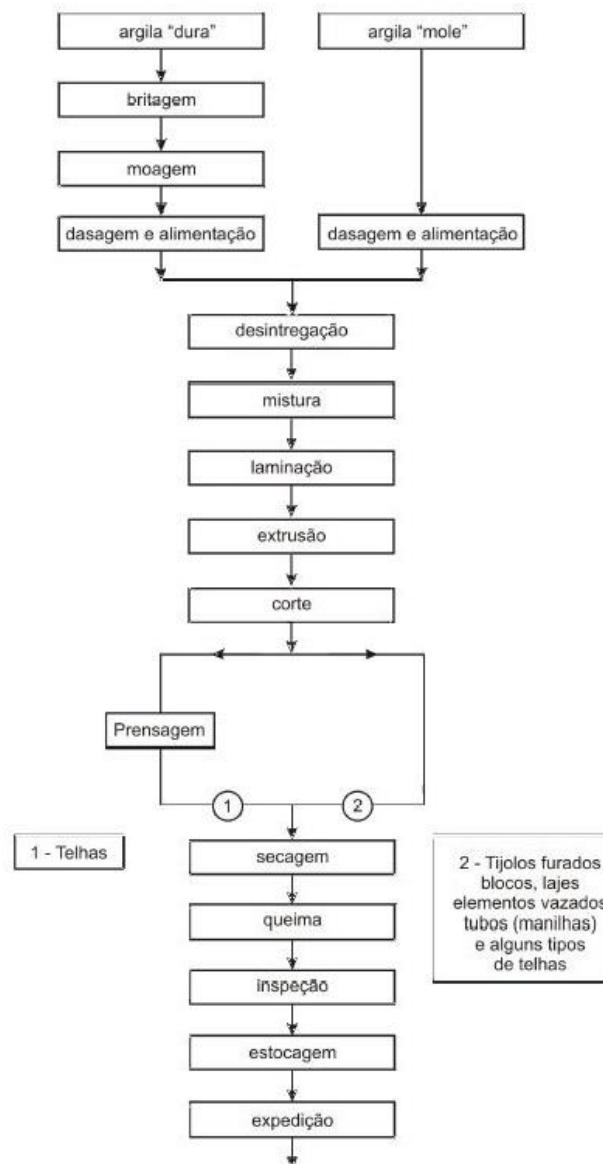 argila “dura”
argila “mole”
britagem
moagem
dasagem e alimentação
dasagem e alimentação
desintregação
mistura
laminação
extrusão
corte
Prensagem
1
2
1 - Telhas
secagem
2 - Tijolos furados
blocos, lajes
elementos vazados
tubos (manilhas)
e alguns tipos
de telhas
queima
inspeção
estocagem
expedição